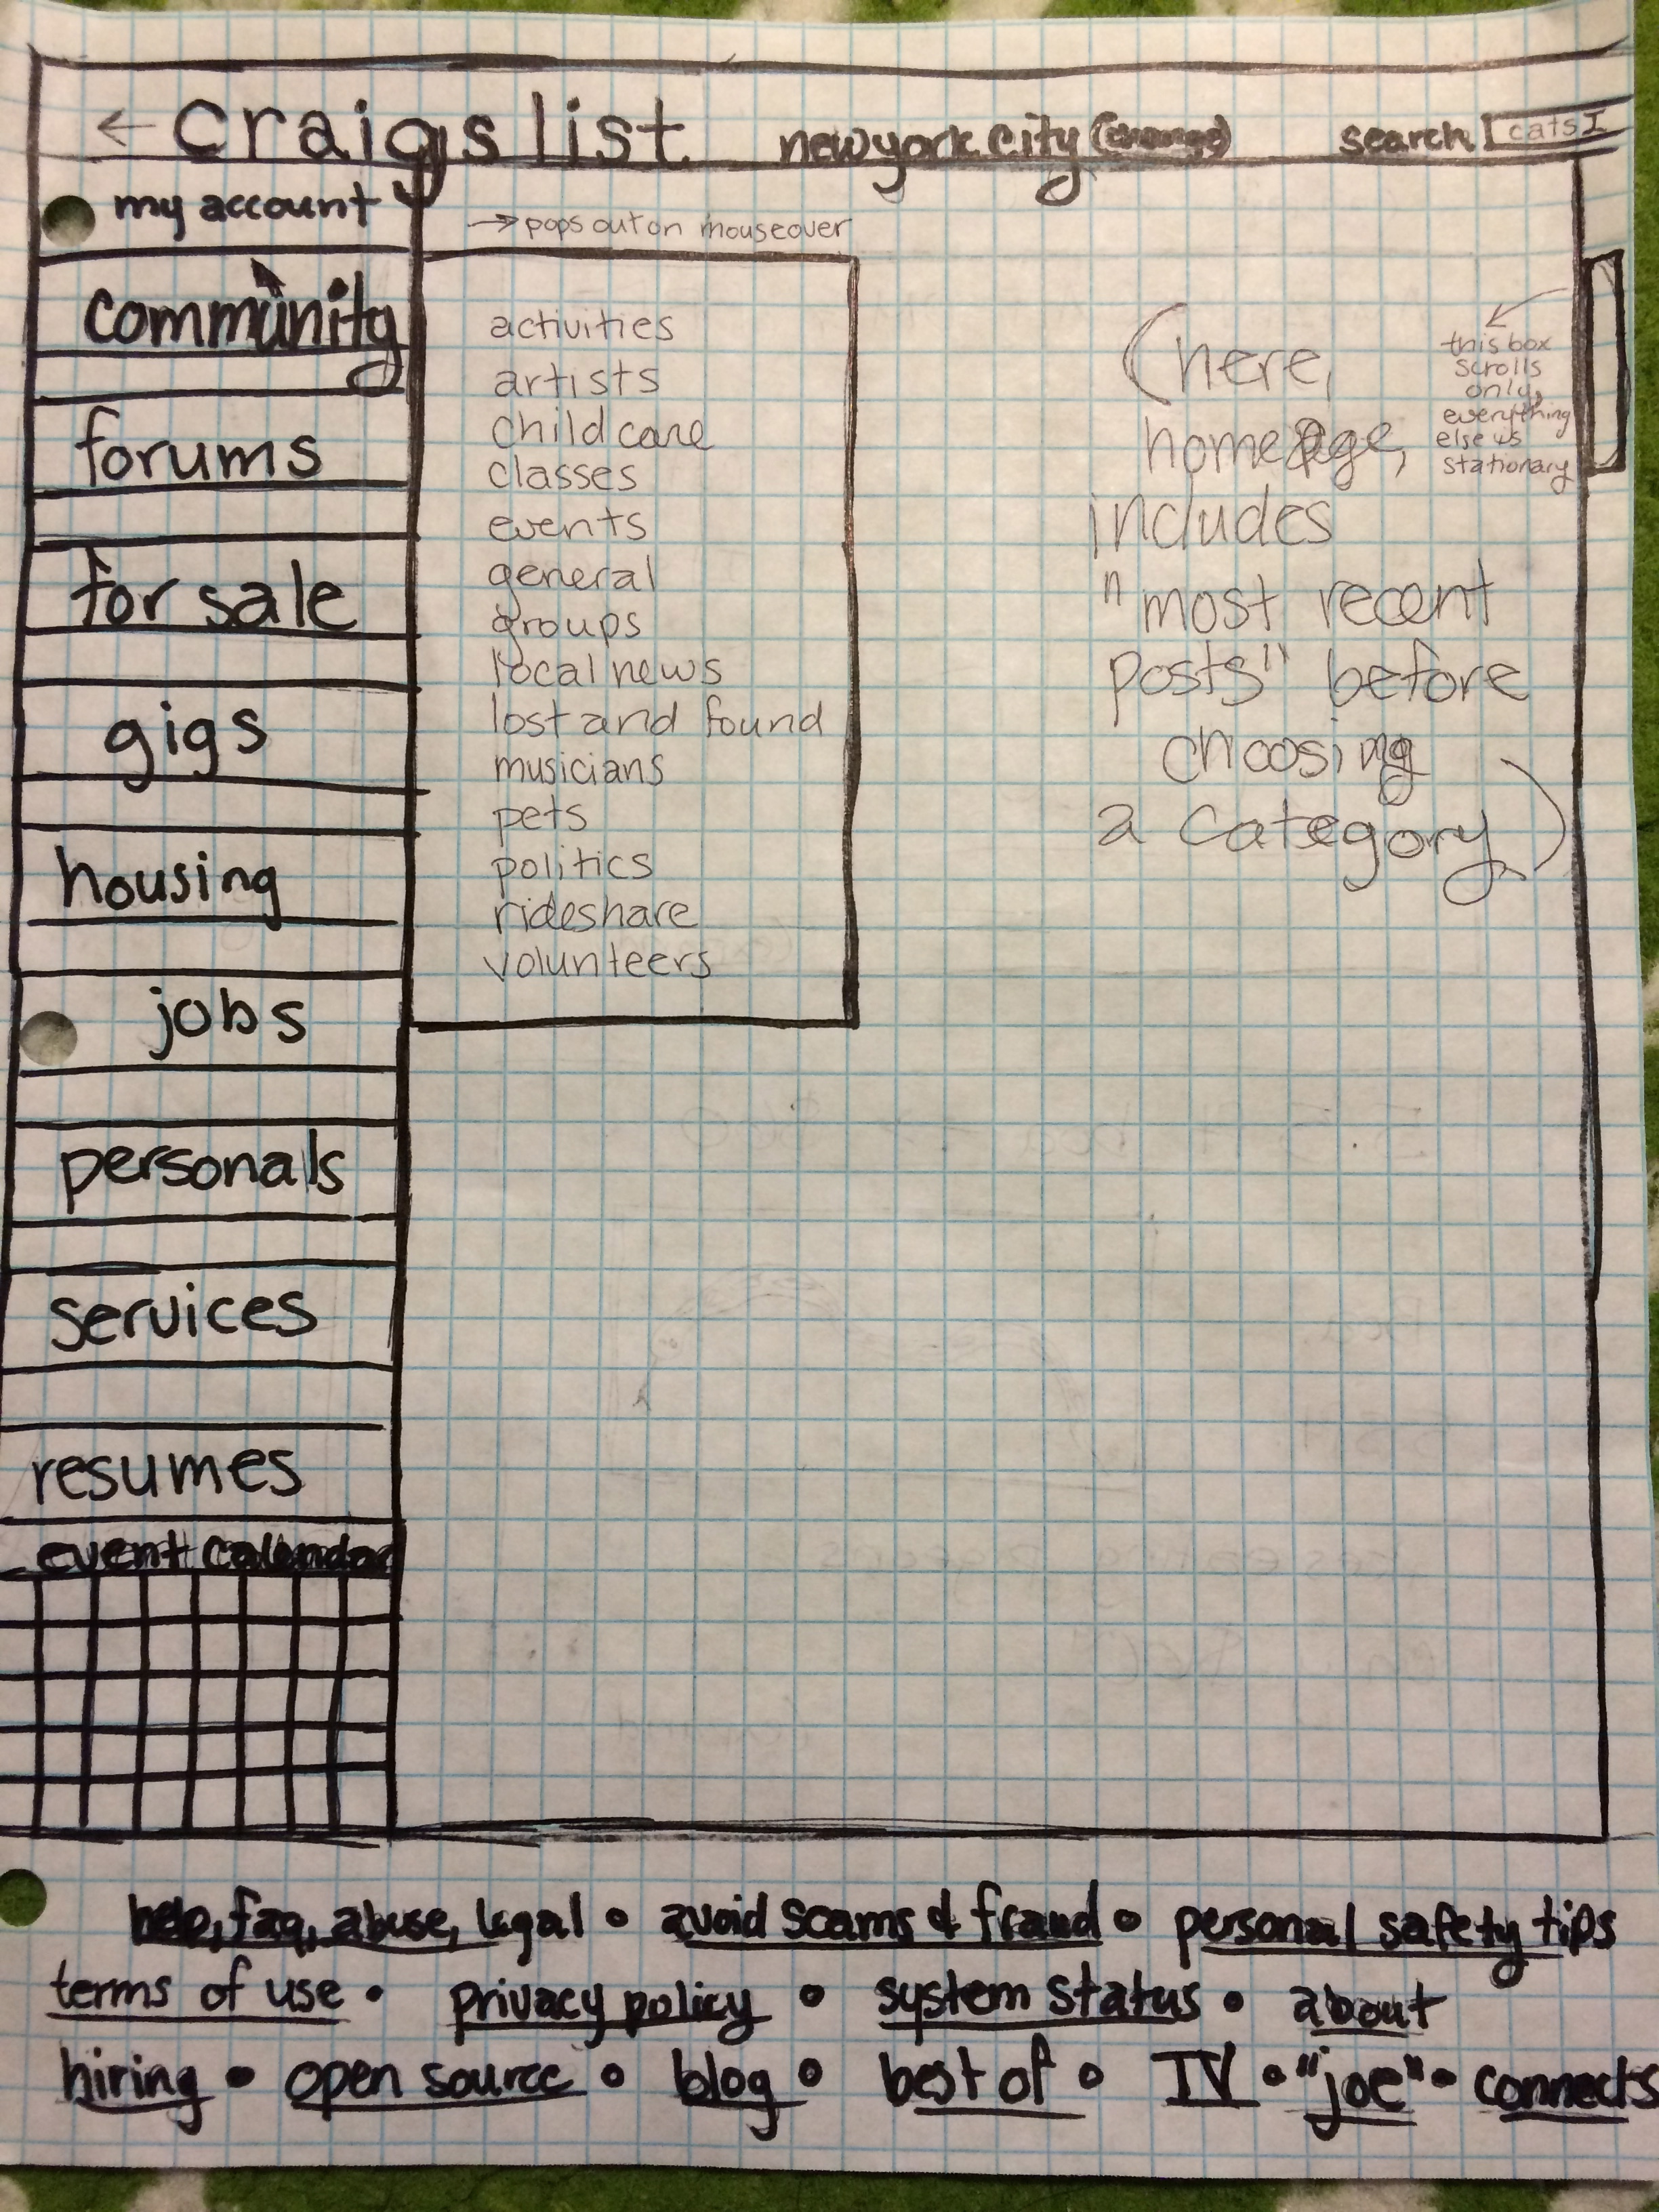 ← craigslist new york city (change) search cats
my account
→ pops out on mouseover
community
forums
for sale
gigs
housing
jobs
personals
services
resumes
event calendar
activities
artists
child care
classes
events
general
groups
local news
lost and found
musicians
pets
politics
rideshare
volunteers
(here,
homepage,
includes
"most recent
posts" before
choosing
a category)
this box
scrolls
only,
everything
else is
stationary
help, faq, abuse, legal • avoid scams & fraud • personal safety tips
terms of use • privacy policy • system status • about
hiring • open source • blog • best of • TV • "joe" • connects